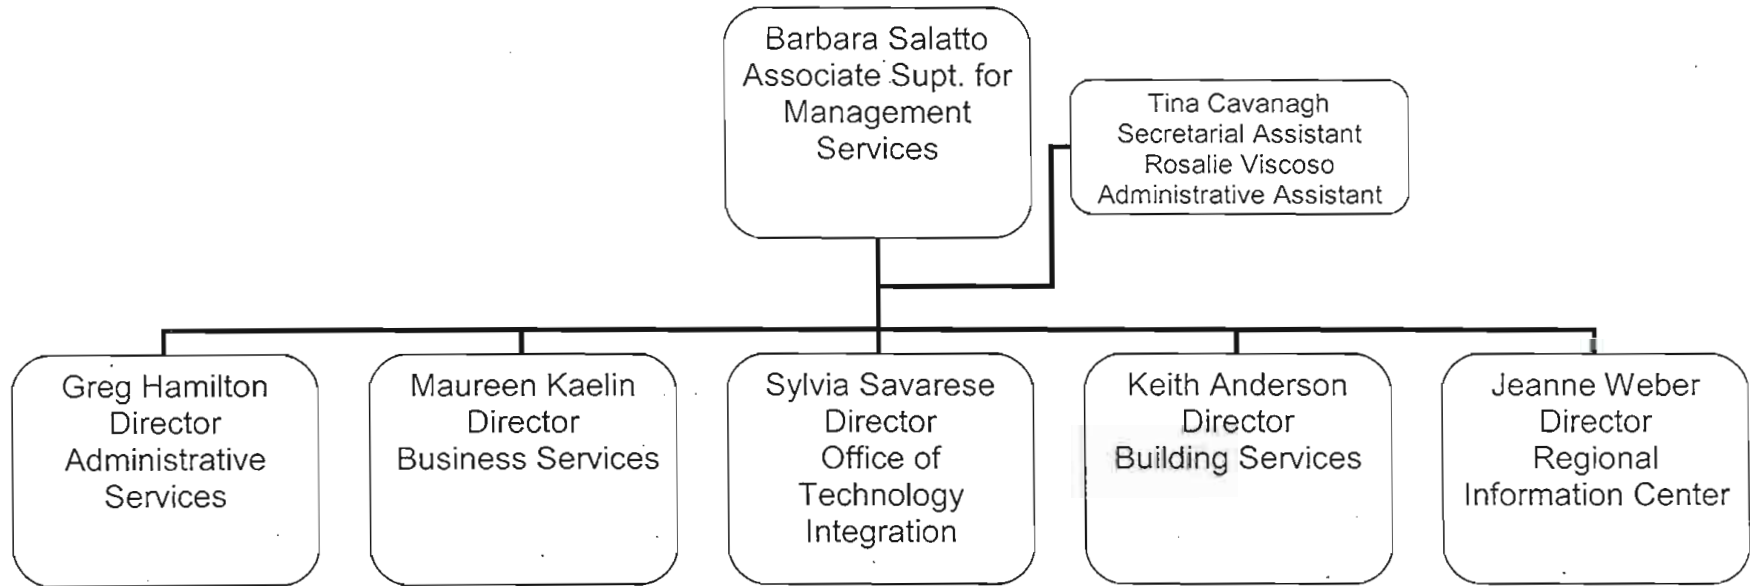 Barbara Salatto
Associate Supt. for
Management
Services
Tina Cavanagh
Secretarial Assistant
Rosalie Viscoso
Administrative Assistant
Greg Hamilton
Director
Administrative
Services
Maureen Kaelin
Director
Business Services
Sylvia Savarese
Director
Office of
Technology
Integration
Keith Anderson
Director
Building Services
Jeanne Weber
Director
Regional
Information Center